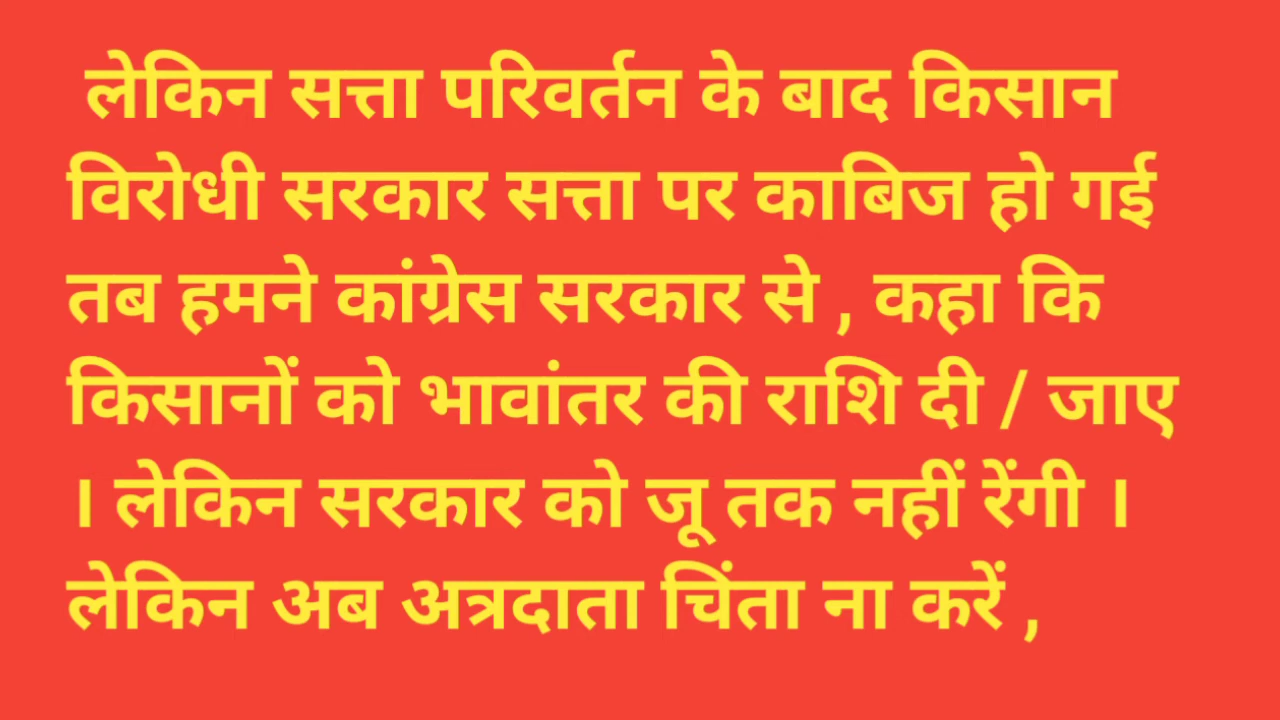 लेकिन सत्ता परिवर्तन के बाद किसान
विरोधी सरकार सत्ता पर काबिज हो गई
तब हमने कांग्रेस सरकार से , कहा कि
किसानों को भावांतर की राशि दी / जाए
। लेकिन सरकार को जू तक नहीं रेंगी ।
लेकिन अब अत्रदाता चिंता ना करें ,